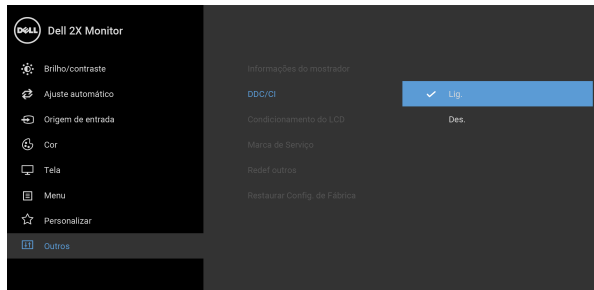 DELL Dell 2X Monitor
Brilho/contraste
Ajuste automático
Origem de entrada
Cor
Tela
Menu
Personalizar
Outros
Informações do mostrador
DDC/CI
Condicionamento do LCD
Marca de Serviço
Redef outros
Restaurar Config. de Fábrica
Lig.
Des.